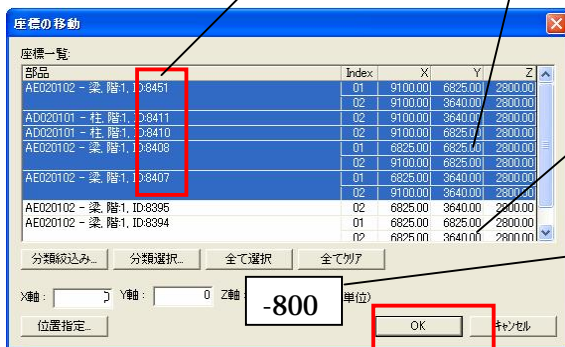 座標の移動
座標一覧:
部品 Index X Y Z
AE020102 - 梁, 階:1, ID:8451 01 9100.00 6825.00 2800.00
02 9100.00 3640.00 2800.00
AD020101 - 柱, 階:1, ID:8411 02 9100.00 3640.00 2800.00
AD020101 - 柱, 階:1, ID:8410 02 9100.00 6825.00 2800.00
AE020102 - 梁, 階:1, ID:8408 01 6825.00 6825.00 2800.00
02 9100.00 6825.00 2800.00
AE020102 - 梁, 階:1, ID:8407 01 6825.00 3640.00 2800.00
02 9100.00 3640.00 2800.00
AE020102 - 梁, 階:1, ID:8395 02 6825.00 6825.00 2800.00
AE020102 - 梁, 階:1, ID:8394 01 6825.00 6825.00 2800.00
02 6825.00 3640.00 2800.00
分類絞込み... 分類選択... 全て選択 全てクリア
X軸: Y軸: 0 Z軸: -800 単位)
位置指定... OK キャンセル